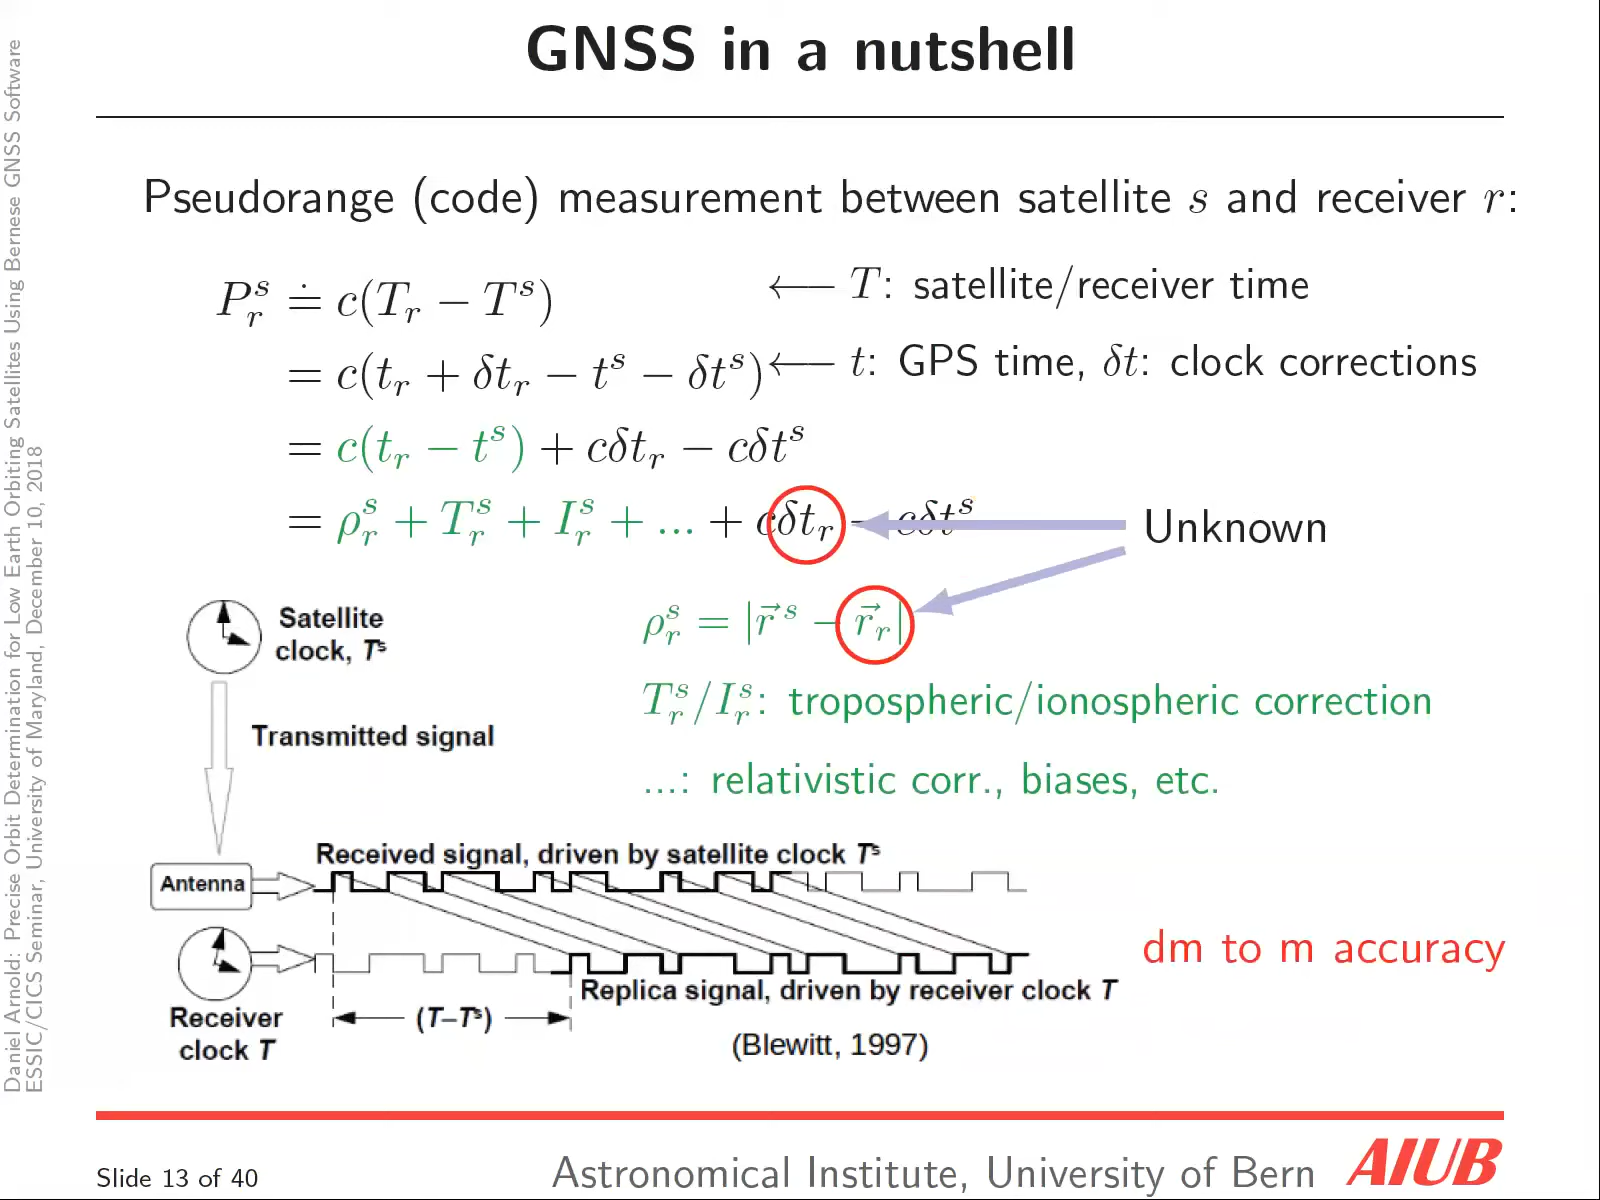 GNSS in a nutshell
Daniel Arnold: Precise Orbit Determination for Low Earth Orbiting Satellites Using Bernese GNSS Software
ESSIC/CICS Seminar, University of Maryland, December 10, 2018
Pseudorange (code) measurement between satellite s and receiver r:
P_r^s ≐ c(T_r − T^s) ⟵ T: satellite/receiver time
= c(t_r + δt_r − t^s − δt^s) ⟵ t: GPS time, δt: clock corrections
= c(t_r − t^s) + cδt_r − cδt^s
= ρ_r^s + T_r^s + I_r^s + ... + cδt_r − cδt^s Unknown
ρ_r^s = |r⃗^s − r⃗_r|
T_r^s/I_r^s: tropospheric/ionospheric correction
...: relativistic corr., biases, etc.
Satellite
clock, T^s
Transmitted signal
Received signal, driven by satellite clock T^s
Antenna
dm to m accuracy
Replica signal, driven by receiver clock T
Receiver
clock T
(T–T^s)
(Blewitt, 1997)
Slide 13 of 40
Astronomical Institute, University of Bern
AIUB